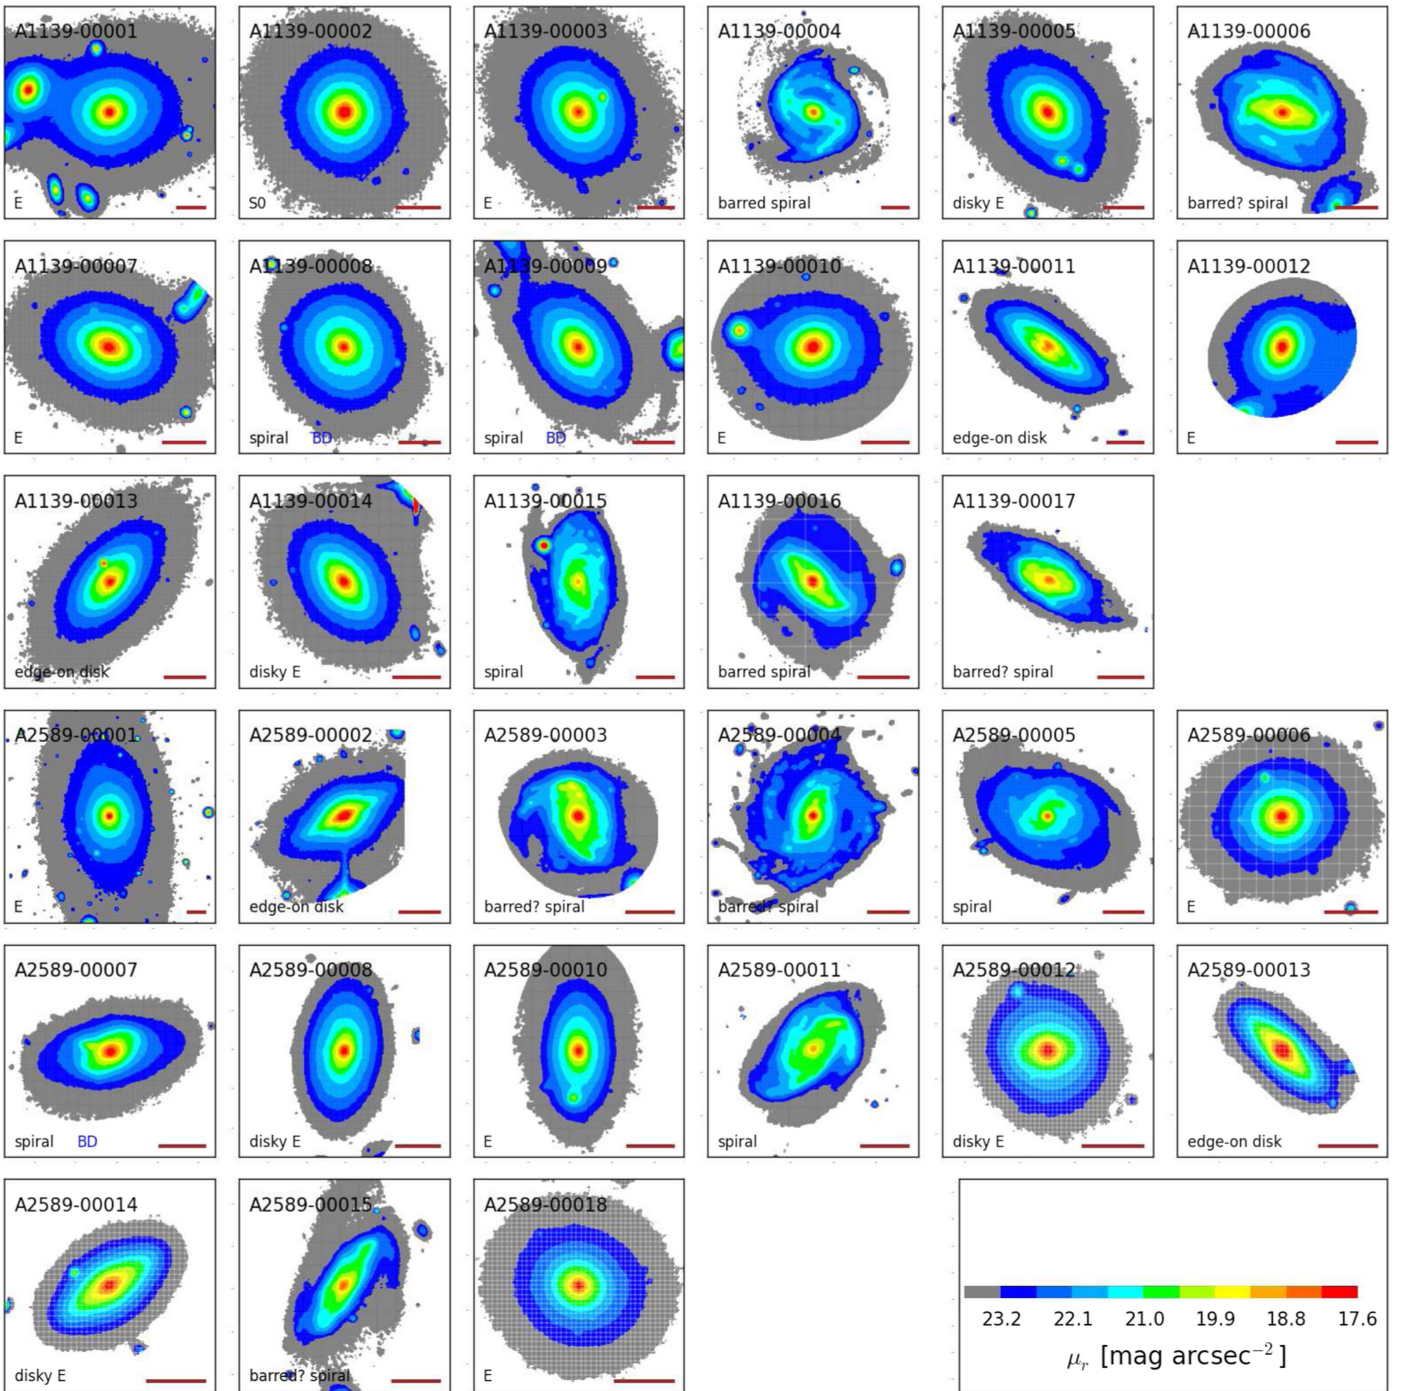 A1139-00001
E
A1139-00002
S0
A1139-00003
E
A1139-00004
barred spiral
A1139-00005
disky E
A1139-00006
barred? spiral
A1139-00007
E
A1139-00008
spiral BD
A1139-00009
spiral BD
A1139-00010
E
A1139-00011
edge-on disk
A1139-00012
E
A1139-00013
edge-on disk
A1139-00014
disky E
A1139-00015
spiral
A1139-00016
barred spiral
A1139-00017
barred? spiral
A2589-00001
E
A2589-00002
edge-on disk
A2589-00003
barred? spiral
A2589-00004
barred? spiral
A2589-00005
spiral
A2589-00006
E
A2589-00007
spiral BD
A2589-00008
disky E
A2589-00010
E
A2589-00011
spiral
A2589-00012
disky E
A2589-00013
edge-on disk
A2589-00014
disky E
A2589-00015
barred? spiral
A2589-00018
E
23.2 22.1 21.0 19.9 18.8 17.6
μr [mag arcsec−2]